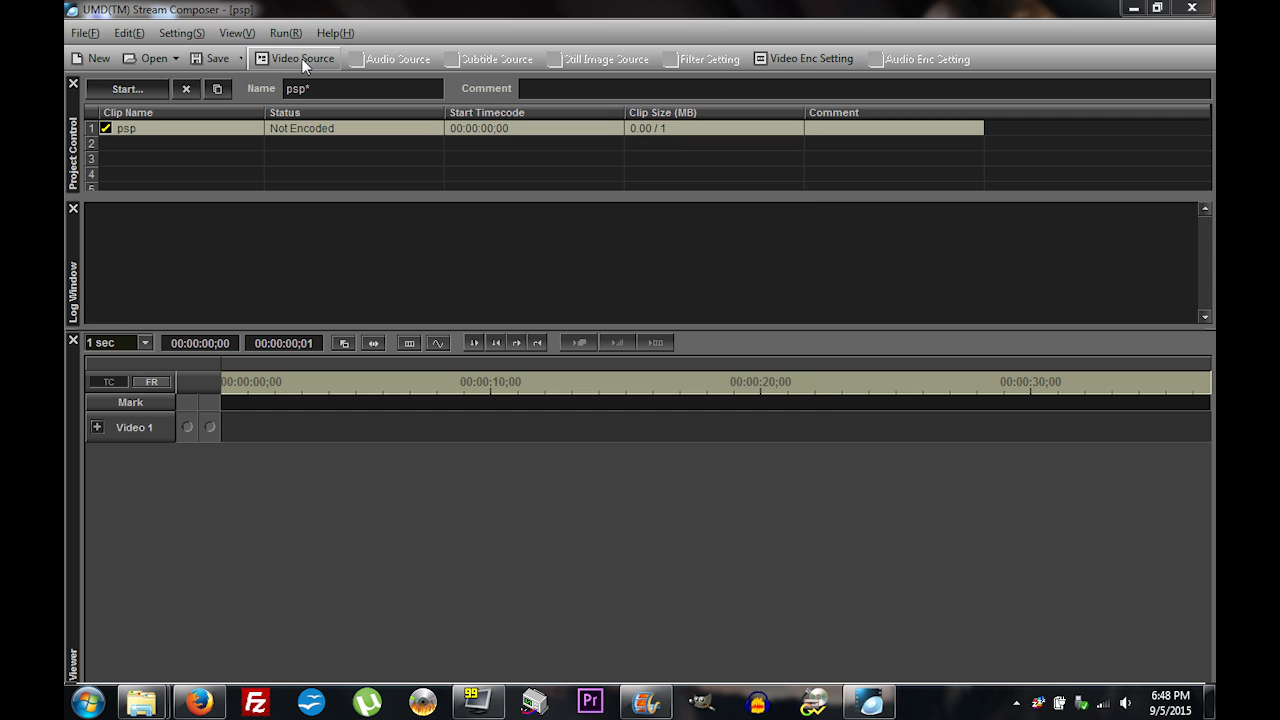 UMD(TM) Stream Composer - [psp]
File(F) Edit(E) Setting(S) View(V) Run(R) Help(H)
New Open Save Video Source Audio Source Subtitle Source Still Image Source Filter Setting Video Enc Setting Audio Enc Setting
Start... Name psp* Comment
Clip Name Status Start Timecode Clip Size (MB) Comment
1 psp Not Encoded 00:00:00;00 0.00 / 1
2
3
4
5
Project Control
Log Window
1 sec 00:00:00;00 00:00:00;01
TC FR 00:00:00;00 00:00:10;00 00:00:20;00 00:00:30;00
Mark
Video 1
Viewer
99
Pr
6:48 PM
9/5/2015